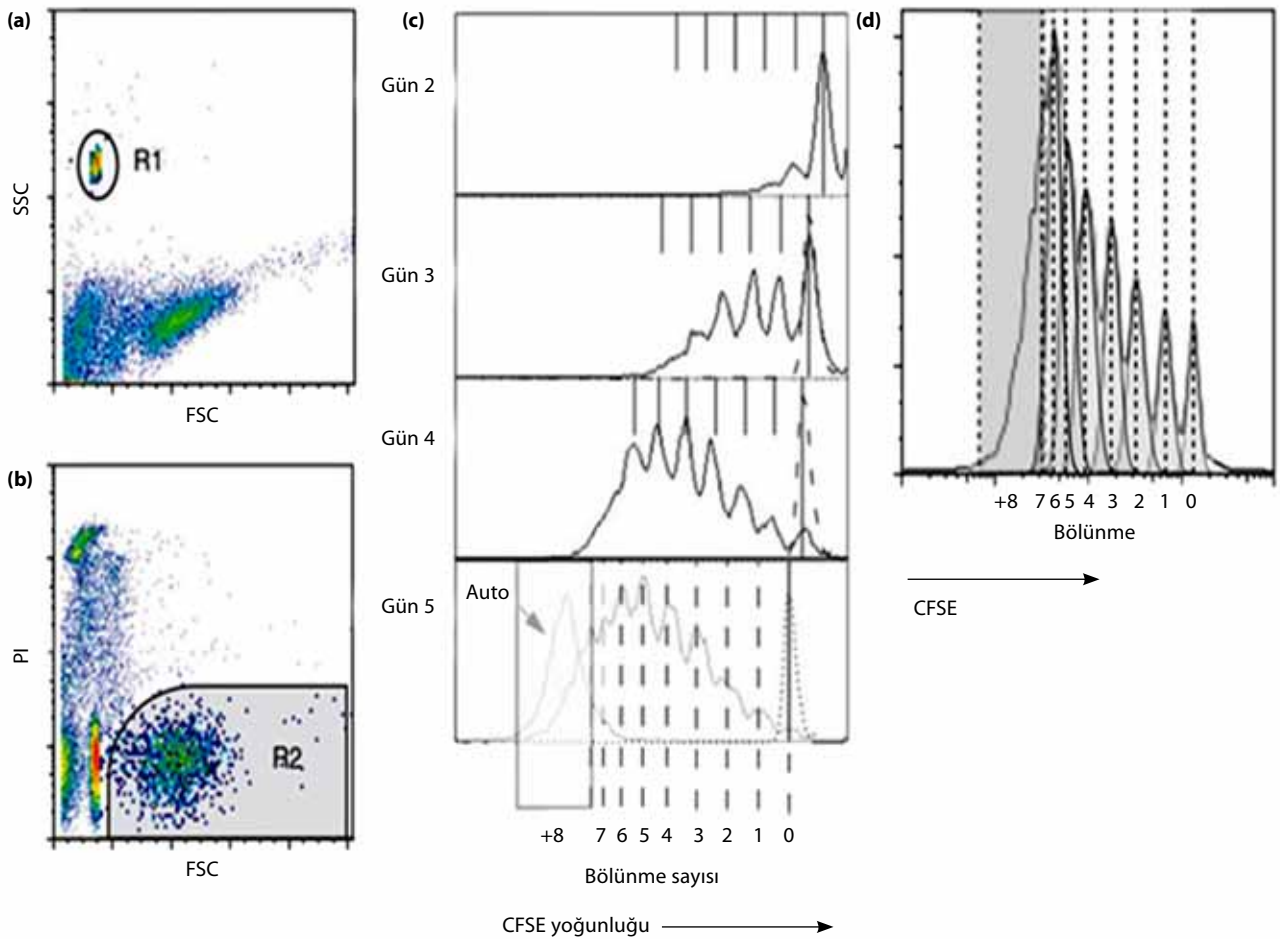 (a)
SSC
R1
FSC
(b)
PI
R2
FSC
(c)
Gün 2
Gün 3
Gün 4
Gün 5
Auto
+8 7 6 5 4 3 2 1 0
Bölünme sayısı
CFSE yoğunluğu
(d)
+8 7 6 5 4 3 2 1 0
Bölünme
CFSE